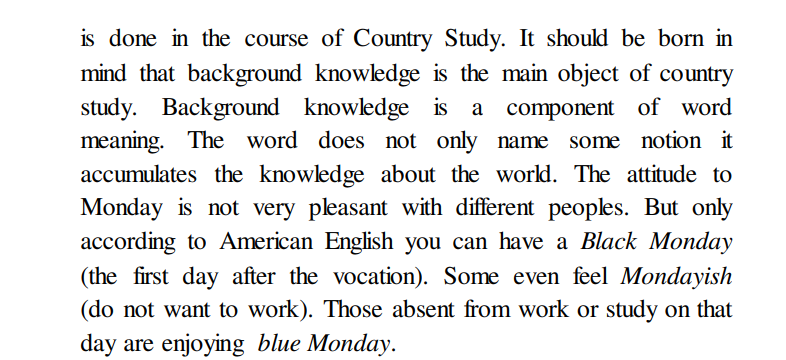 is done in the course of Country Study. It should be born in
mind that background knowledge is the main object of country
study. Background knowledge is a component of word
meaning. The word does not only name some notion it
accumulates the knowledge about the world. The attitude to
Monday is not very pleasant with different peoples. But only
according to American English you can have a Black Monday
(the first day after the vocation). Some even feel Mondayish
(do not want to work). Those absent from work or study on that
day are enjoying blue Monday.